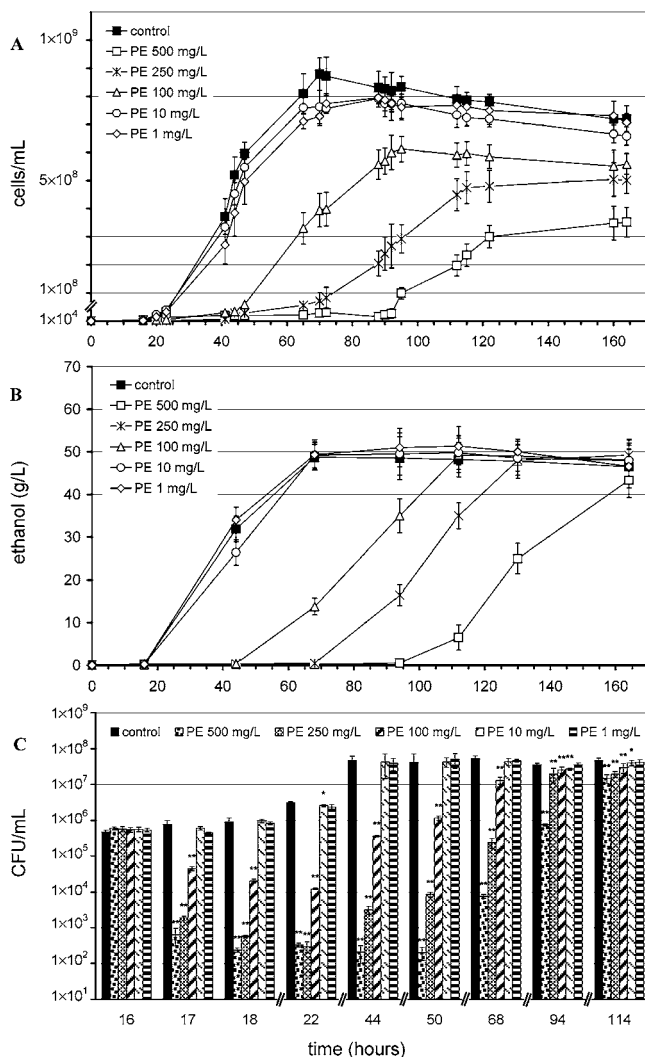 A
control
PE 500 mg/L
PE 250 mg/L
PE 100 mg/L
PE 10 mg/L
PE 1 mg/L
cells/mL
1×10⁹
5×10⁸
1×10⁸
1×10⁴
0 20 40 60 80 100 120 140 160
B
control
PE 500 mg/L
PE 250 mg/L
PE 100 mg/L
PE 10 mg/L
PE 1 mg/L
ethanol (g/L)
70
60
50
40
30
20
10
0
0 20 40 60 80 100 120 140 160
C
control PE 500 mg/L PE 250 mg/L PE 100 mg/L PE 10 mg/L PE 1 mg/L
CFU/mL
1×10⁹
1×10⁸
1×10⁷
1×10⁶
1×10⁵
1×10⁴
1×10³
1×10²
1×10¹
** ** **
** ** **
** ** ** *
** ** **
** ** **
** ** **
** ** ** **
** ** ** *
16 17 18 22 44 50 68 94 114
time (hours)